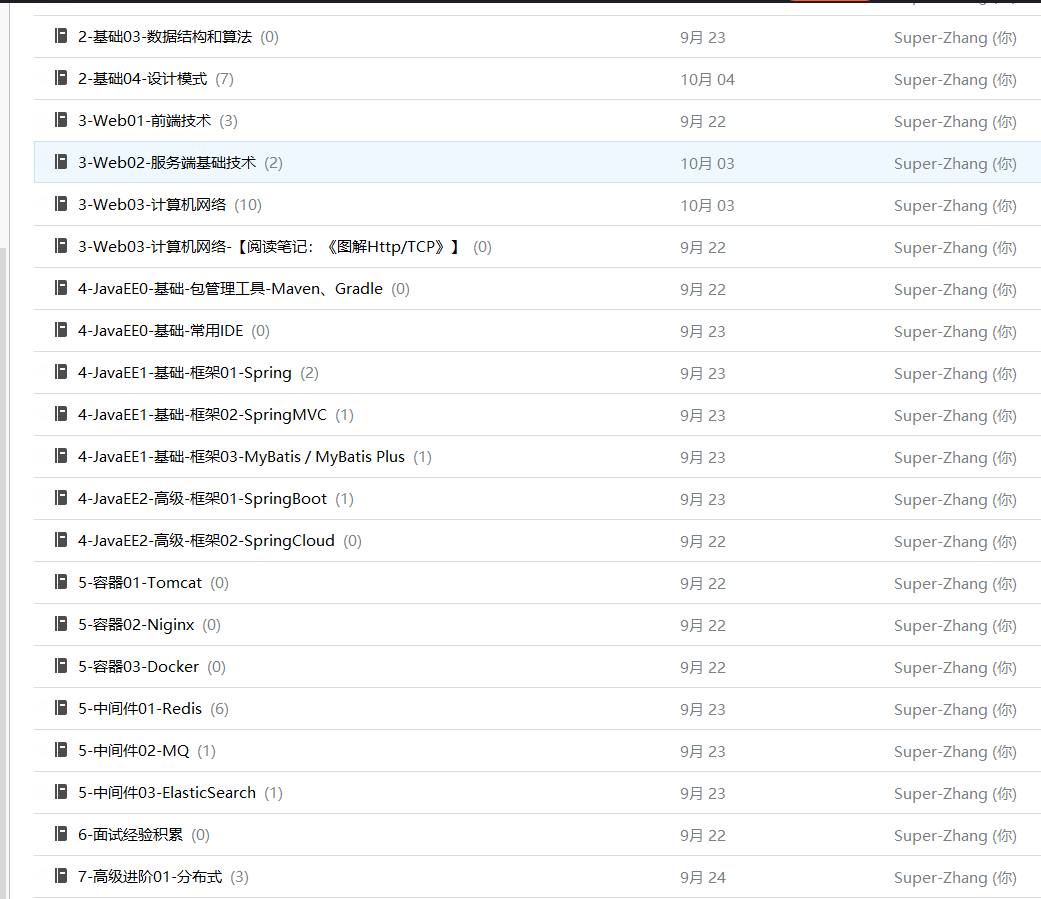 2-基础03-数据结构和算法 (0) 9月 23 Super-Zhang (你)
2-基础04-设计模式 (7) 10月 04 Super-Zhang (你)
3-Web01-前端技术 (3) 9月 22 Super-Zhang (你)
3-Web02-服务端基础技术 (2) 10月 03 Super-Zhang (你)
3-Web03-计算机网络 (10) 10月 03 Super-Zhang (你)
3-Web03-计算机网络-【阅读笔记：《图解Http/TCP》】 (0) 9月 22 Super-Zhang (你)
4-JavaEE0-基础-包管理工具-Maven、Gradle (0) 9月 22 Super-Zhang (你)
4-JavaEE0-基础-常用IDE (0) 9月 23 Super-Zhang (你)
4-JavaEE1-基础-框架01-Spring (2) 9月 23 Super-Zhang (你)
4-JavaEE1-基础-框架02-SpringMVC (1) 9月 23 Super-Zhang (你)
4-JavaEE1-基础-框架03-MyBatis / MyBatis Plus (1) 9月 23 Super-Zhang (你)
4-JavaEE2-高级-框架01-SpringBoot (1) 9月 23 Super-Zhang (你)
4-JavaEE2-高级-框架02-SpringCloud (0) 9月 22 Super-Zhang (你)
5-容器01-Tomcat (0) 9月 22 Super-Zhang (你)
5-容器02-Niginx (0) 9月 22 Super-Zhang (你)
5-容器03-Docker (0) 9月 22 Super-Zhang (你)
5-中间件01-Redis (6) 9月 23 Super-Zhang (你)
5-中间件02-MQ (1) 9月 23 Super-Zhang (你)
5-中间件03-ElasticSearch (1) 9月 23 Super-Zhang (你)
6-面试经验积累 (0) 9月 22 Super-Zhang (你)
7-高级进阶01-分布式 (3) 9月 24 Super-Zhang (你)